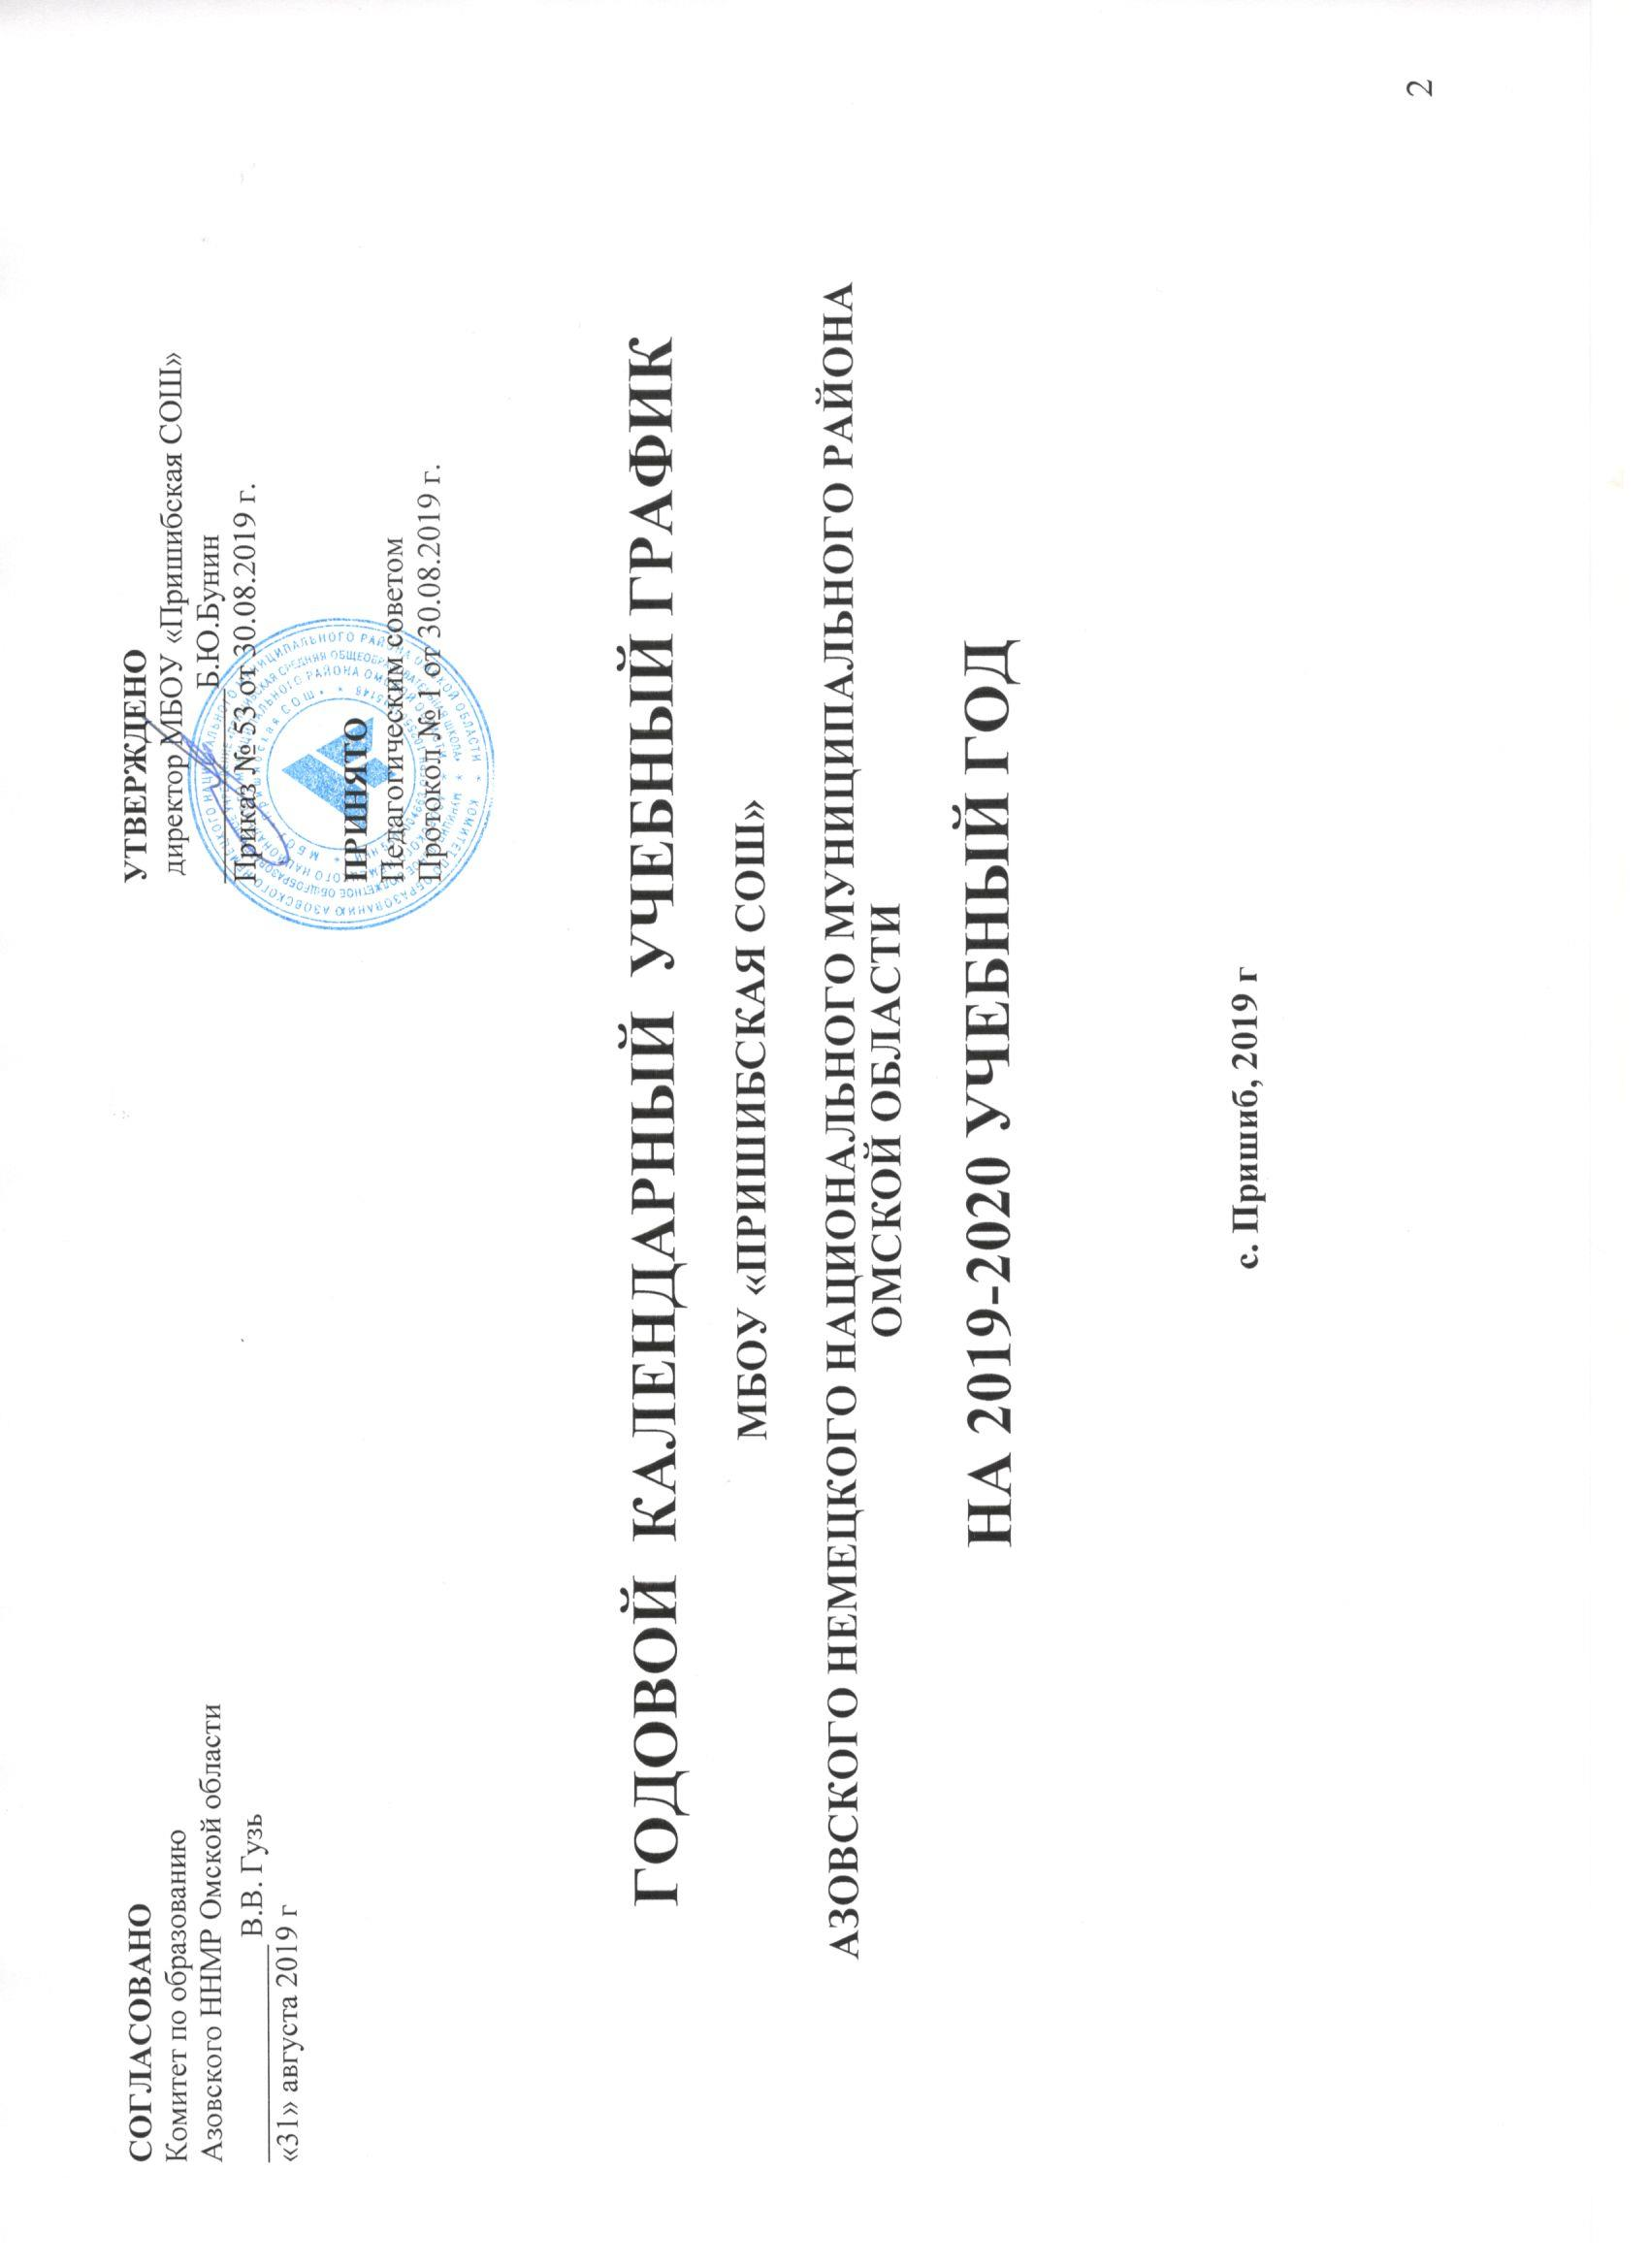 СОГЛАСОВАНО
Комитет по образованию
Азовского ННМР Омской области
В.В. Гузь
«31» августа 2019 г
УТВЕРЖДЕНО
директор МБОУ «Пришибская СОШ»
Б.Ю.Бунин
Приказ № 53 от 30.08.2019 г.
ПРИНЯТО
Педагогическим советом
Протокол № 1 от 30.08.2019 г.
ГОДОВОЙ КАЛЕНДАРНЫЙ УЧЕБНЫЙ ГРАФИК
МБОУ «ПРИШИБСКАЯ СОШ»
АЗОВСКОГО НЕМЕЦКОГО НАЦИОНАЛЬНОГО МУНИЦИПАЛЬНОГО РАЙОНА
ОМСКОЙ ОБЛАСТИ
НА 2019-2020 УЧЕБНЫЙ ГОД
с. Пришиб, 2019 г
2